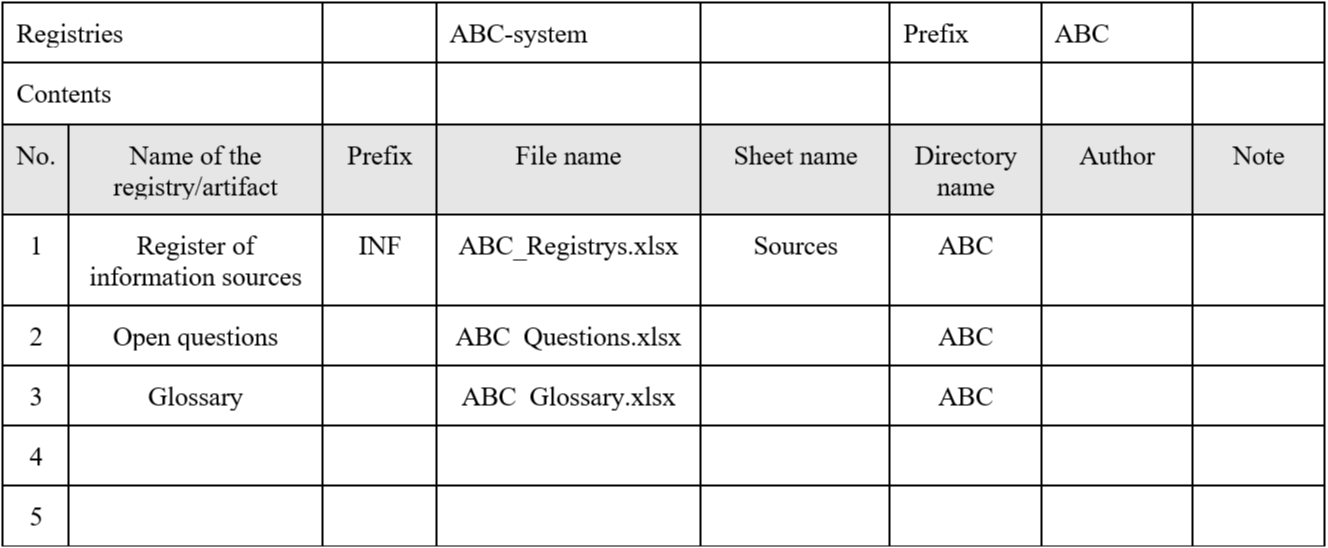 Registries ABC-system Prefix ABC
Contents
No. Name of the registry/artifact Prefix File name Sheet name Directory name Author Note
1 Register of information sources INF ABC_Registrys.xlsx Sources ABC
2 Open questions ABC Questions.xlsx ABC
3 Glossary ABC Glossary.xlsx ABC
4
5